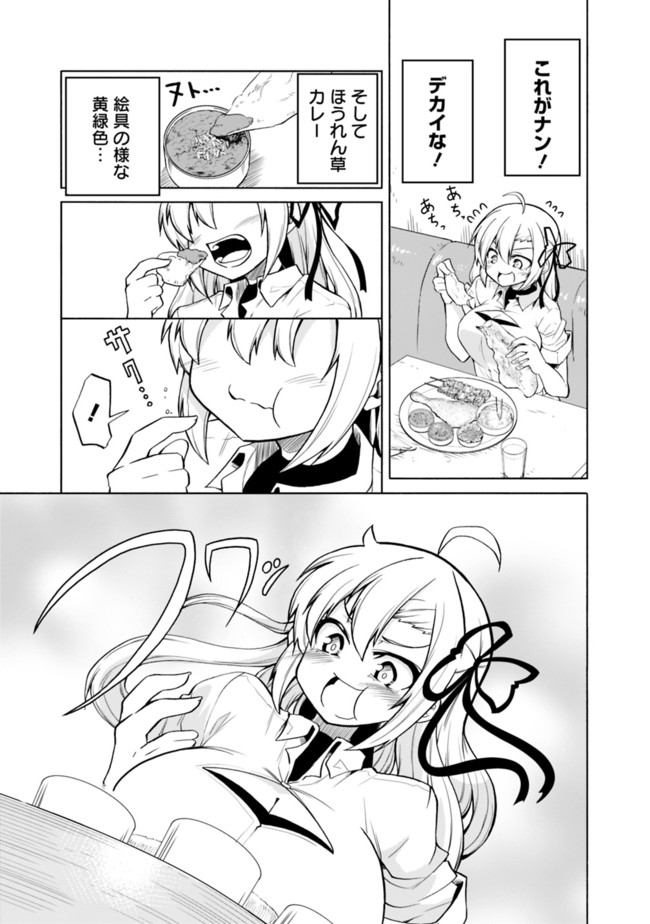 これがナン！
デカイな！
あちっ
あちっ
そして
ほうれん草
カレー
ヌト…
絵具の様な
黄緑色…
サクッ…
！
ワッ